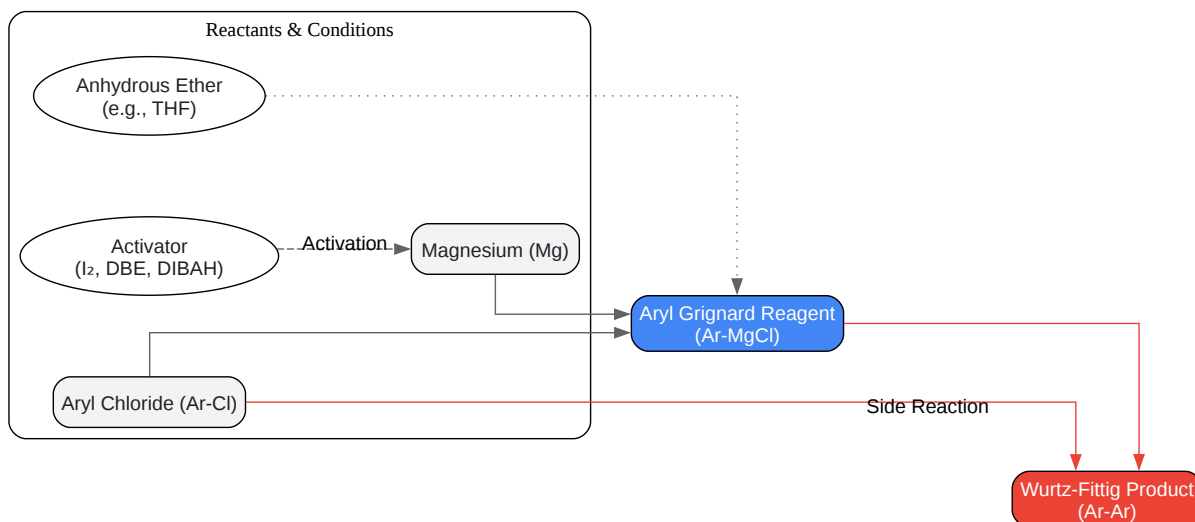 Reactants & Conditions
Anhydrous Ether
(e.g., THF)
Activator
(I₂, DBE, DIBAH)
Activation
Magnesium (Mg)
Aryl Grignard Reagent
(Ar-MgCl)
Aryl Chloride (Ar-Cl)
Side Reaction
Wurtz-Fittig Product
(Ar-Ar)